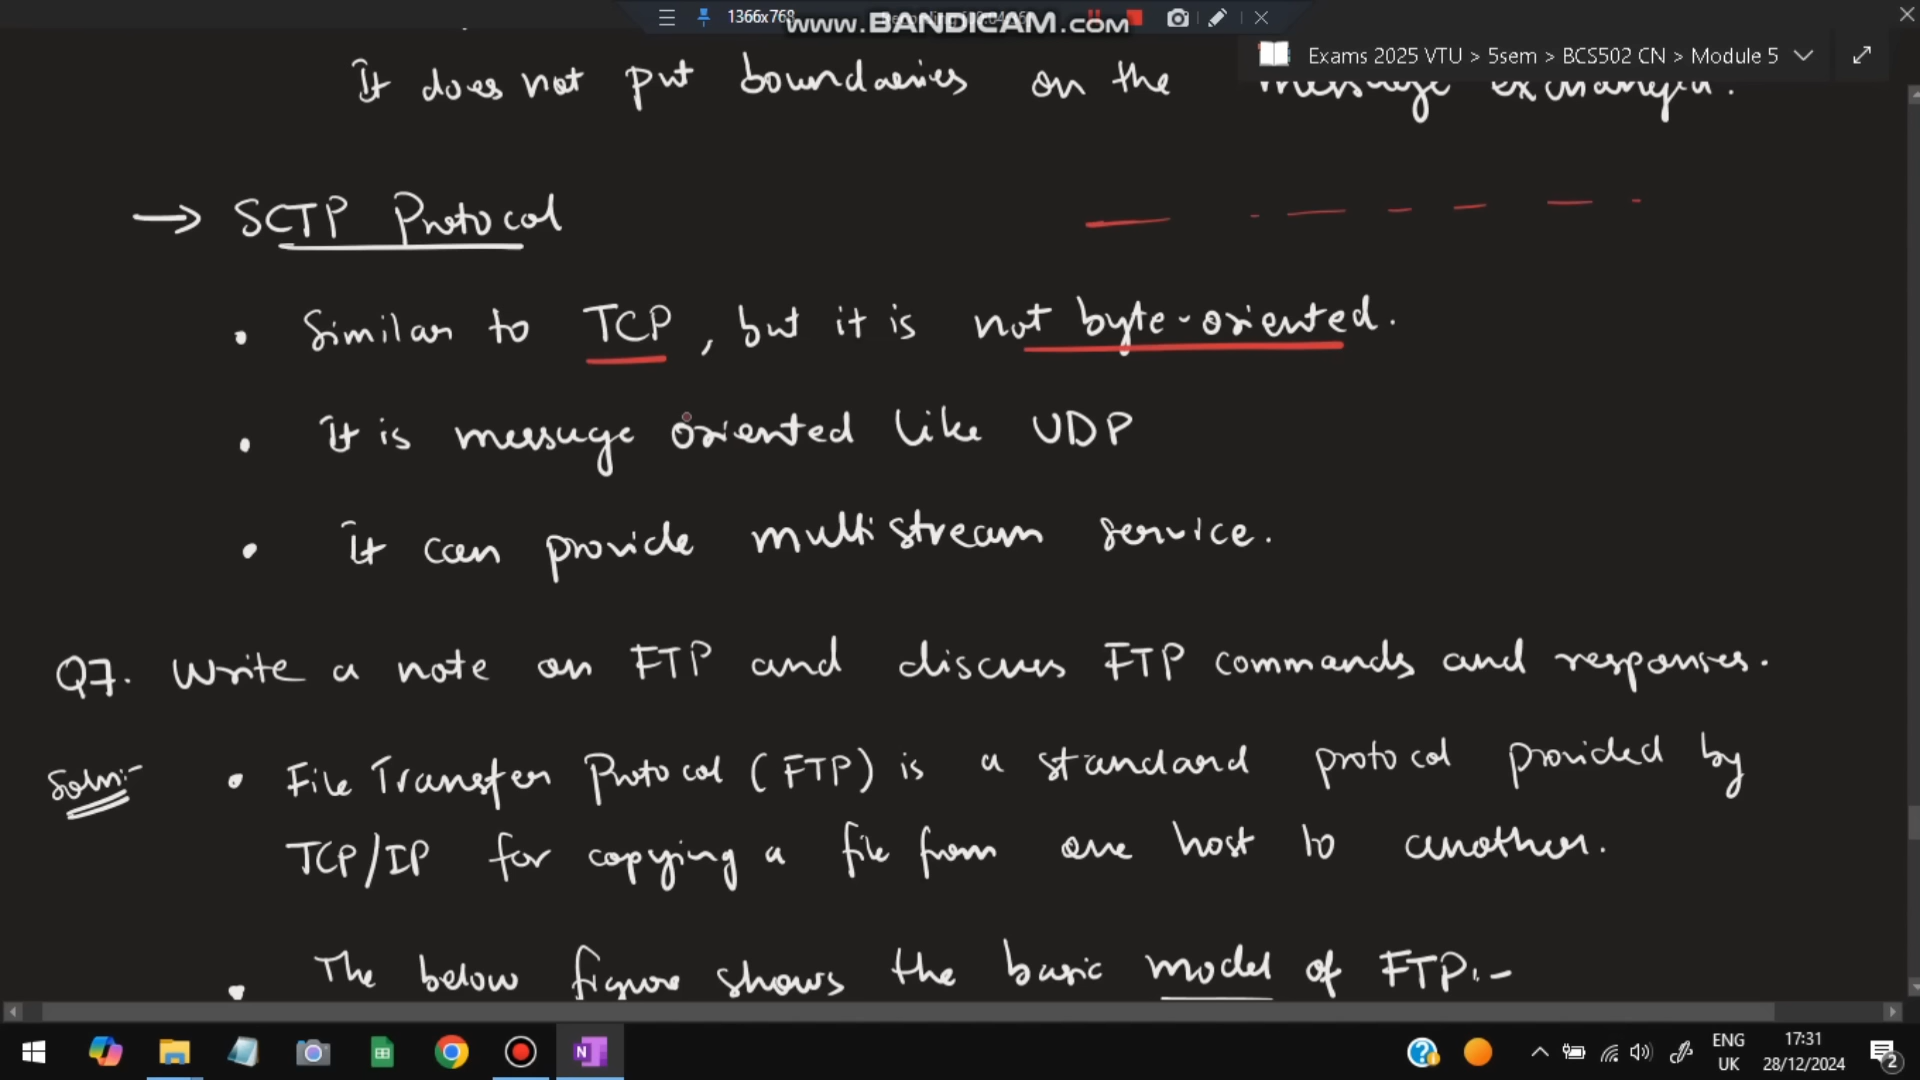 1366x768
www.BANDICAM.com
Exams 2025 VTU > 5sem > BCS502 CN > Module 5
It does not put boundaries on the message exchanged.
→ SCTP Protocol
• Similar to TCP, but it is not byte-oriented.
• It is message oriented like UDP
• It can provide multistream service.
Q7. Write a note on FTP and discuss FTP commands and responses.
Soln:- • File Transfer Protocol (FTP) is a standard protocol provided by
TCP/IP for copying a file from one host to another.
• The below figure shows the basic model of FTP:-
ENG
UK
17:31
28/12/2024
2